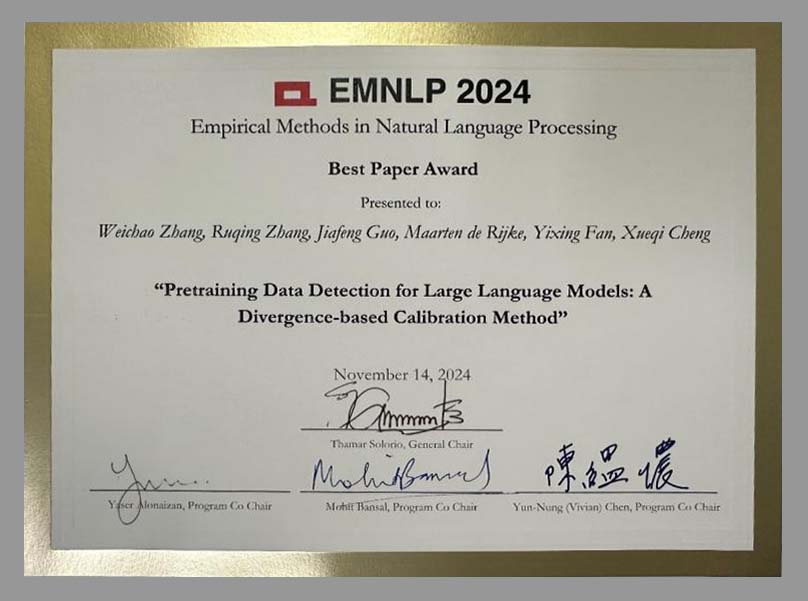 EMNLP 2024
Empirical Methods in Natural Language Processing
Best Paper Award
Presented to:
Weichao Zhang, Ruqing Zhang, Jiafeng Guo, Maarten de Rijke, Yixing Fan, Xueqi Cheng
“Pretraining Data Detection for Large Language Models: A
Divergence-based Calibration Method”
November 14, 2024
Thamar Solorio, General Chair
Mohit Bansal
陳縕儂
Yaser Alonaizan, Program Co Chair
Mohit Bansal, Program Co Chair
Yun-Nung (Vivian) Chen, Program Co Chair